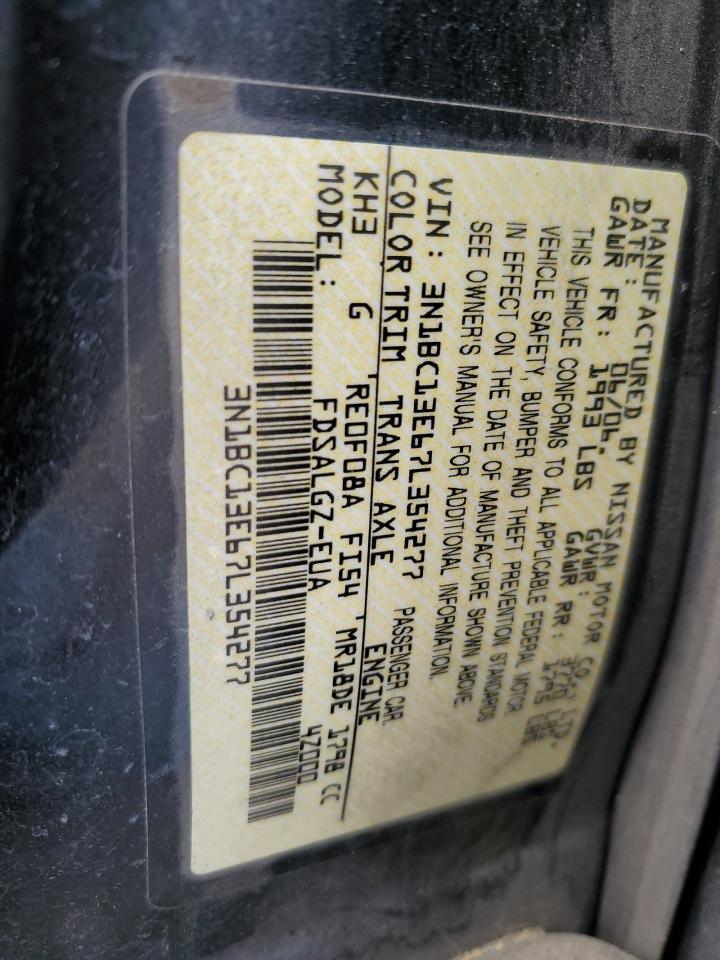 MANUFACTURED BY NISSAN MOTOR CO., LTD.
DATE: 06/06. GVWR: LBS
GAWR FR: 1993 LBS GAWR RR: 1795 LBS
THIS VEHICLE CONFORMS TO ALL APPLICABLE FEDERAL MOTOR
VEHICLE SAFETY, BUMPER AND THEFT PREVENTION STANDARDS
IN EFFECT ON THE DATE OF MANUFACTURE SHOWN ABOVE.
SEE OWNER'S MANUAL FOR ADDITIONAL INFORMATION.
VIN: 3N1BC13E67L354277 PASSENGER CAR.
COLOR TRIM TRANS AXLE ENGINE
KH3 G RE0F08A FI54 MR18DE 1798 CC
MODEL: FDSALGZ-EUA 4Z000
3N1BC13E67L354277